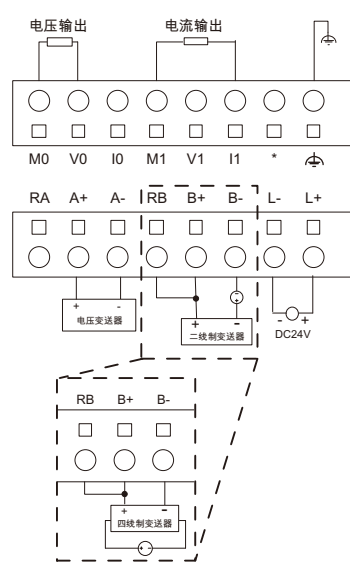 电压输出 电流输出
M0 V0 I0 M1 V1 I1 *
RA A+ A- RB B+ B- L- L+
+ -
电压变送器
+ -
二线制变送器
- +
DC24V
RB B+ B-
+ -
四线制变送器